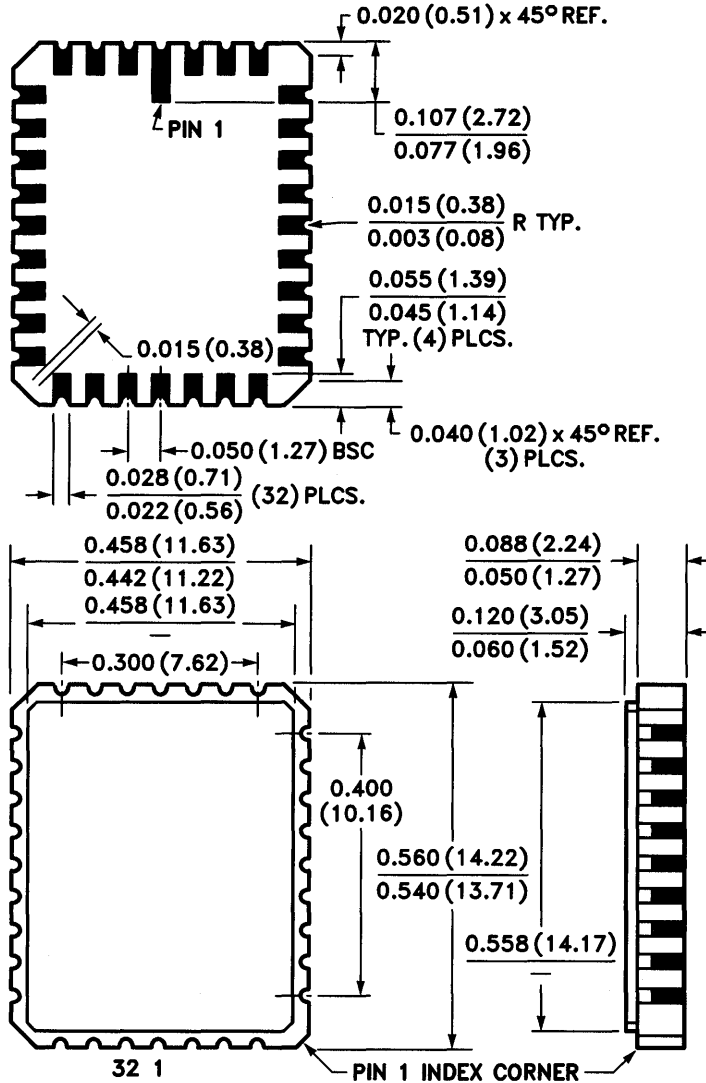 0.020 (0.51) x 45° REF.
PIN 1
0.107 (2.72)
0.077 (1.96)
0.015 (0.38)
0.003 (0.08) R TYP.
0.055 (1.39)
0.045 (1.14)
TYP. (4) PLCS.
0.015 (0.38)
0.040 (1.02) x 45° REF.
(3) PLCS.
0.050 (1.27) BSC
0.028 (0.71)
0.022 (0.56) (32) PLCS.
0.458 (11.63)
0.442 (11.22)
0.458 (11.63)
—
0.300 (7.62)
0.088 (2.24)
0.050 (1.27)
0.120 (3.05)
0.060 (1.52)
0.400
(10.16)
0.560 (14.22)
0.540 (13.71)
0.558 (14.17)
—
32 1
PIN 1 INDEX CORNER